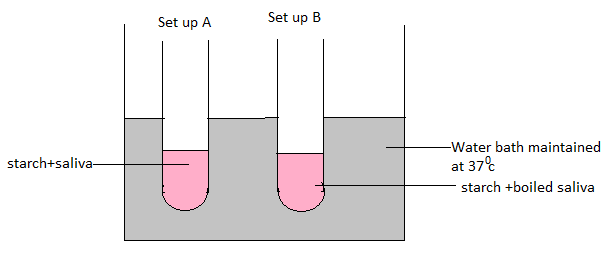 Set up A
Set up B
starch+saliva
Water bath maintained
at 37⁰c
starch +boiled saliva